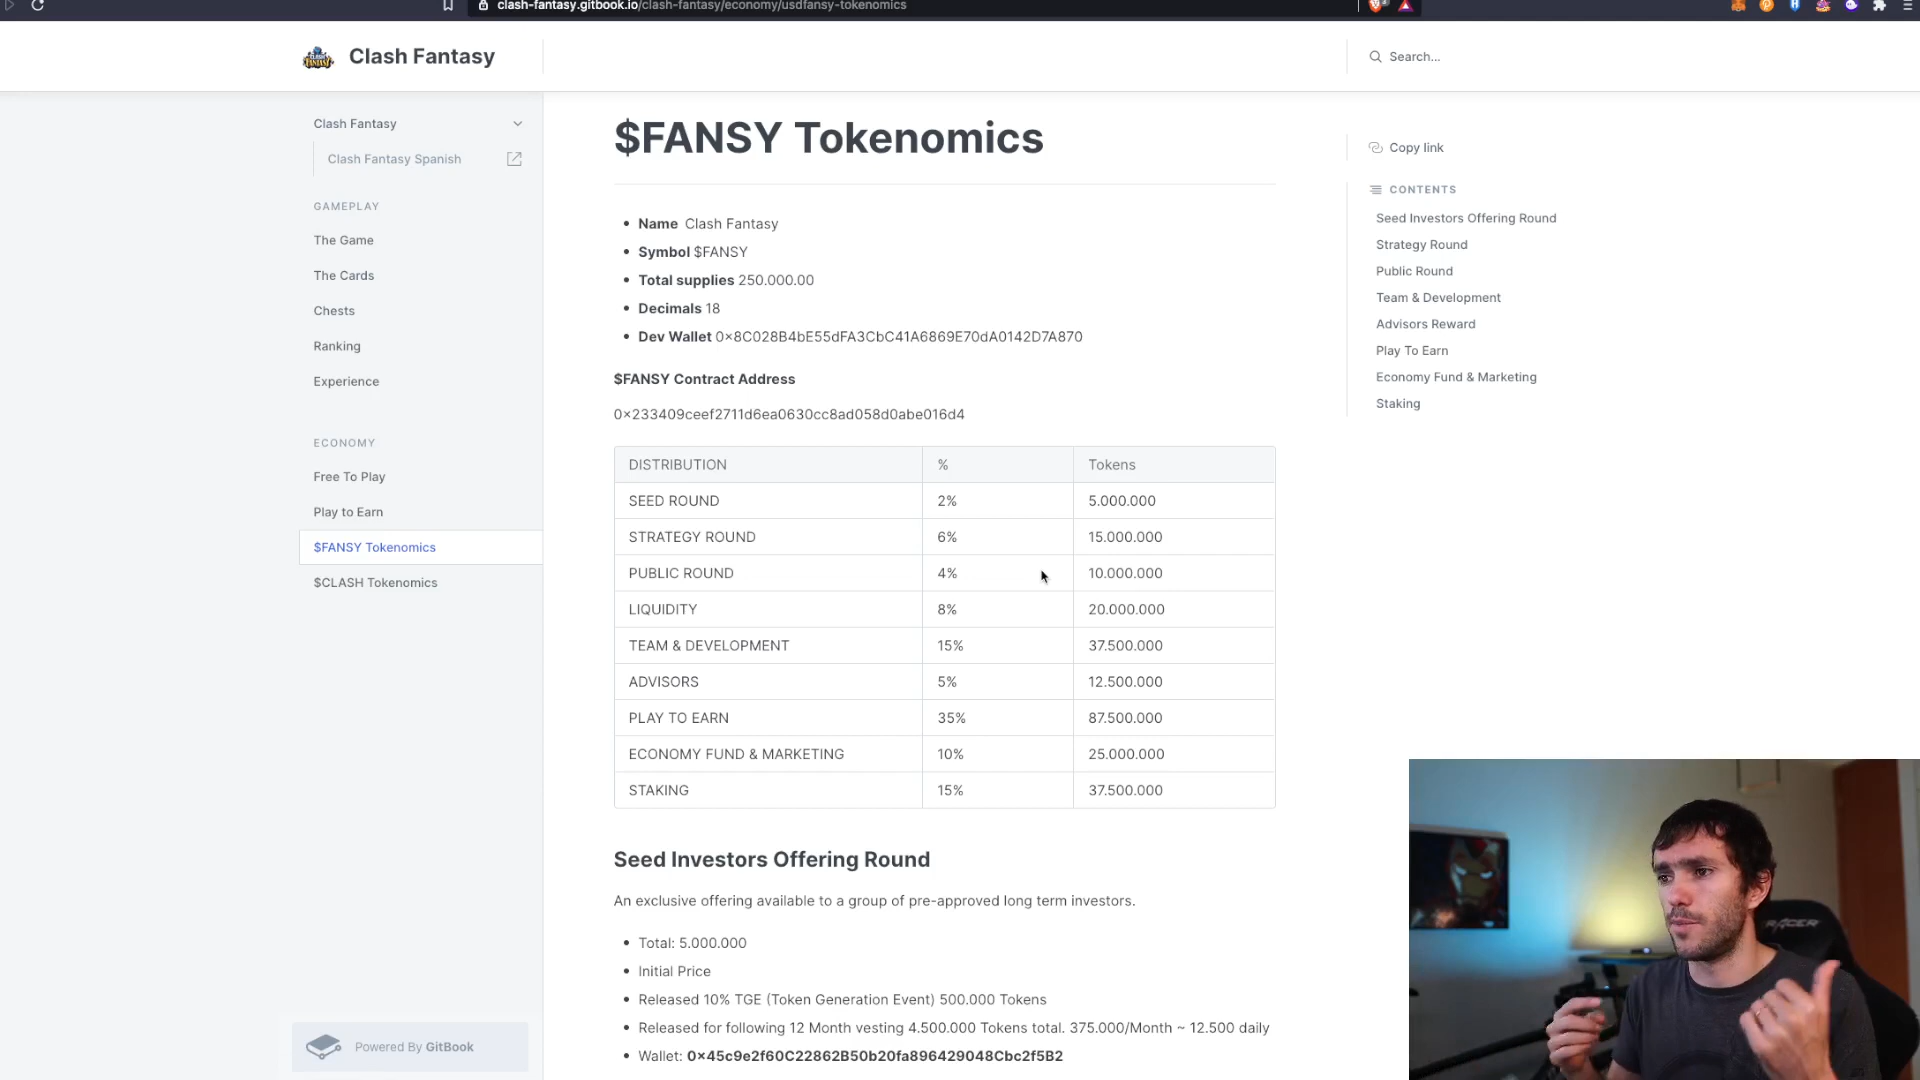 clash-fantasy.gitbook.io/clash-fantasy/economy/usdfansy-tokenomics
Clash Fantasy
Search...
Clash Fantasy
Clash Fantasy Spanish
GAMEPLAY
The Game
The Cards
Chests
Ranking
Experience
ECONOMY
Free To Play
Play to Earn
$FANSY Tokenomics
$CLASH Tokenomics
Powered By GitBook
$FANSY Tokenomics
Name Clash Fantasy
Symbol $FANSY
Total supplies 250.000.00
Decimals 18
Dev Wallet 0x8C028B4bE55dFA3CbC41A6869E70dA0142D7A870
$FANSY Contract Address
0x233409ceef2711d6ea0630cc8ad058d0abe016d4
DISTRIBUTION % Tokens
SEED ROUND 2% 5.000.000
STRATEGY ROUND 6% 15.000.000
PUBLIC ROUND 4% 10.000.000
LIQUIDITY 8% 20.000.000
TEAM & DEVELOPMENT 15% 37.500.000
ADVISORS 5% 12.500.000
PLAY TO EARN 35% 87.500.000
ECONOMY FUND & MARKETING 10% 25.000.000
STAKING 15% 37.500.000
Seed Investors Offering Round
An exclusive offering available to a group of pre-approved long term investors.
Total: 5.000.000
Initial Price
Released 10% TGE (Token Generation Event) 500.000 Tokens
Released for following 12 Month vesting 4.500.000 Tokens total. 375.000/Month ~ 12.500 daily
Wallet: 0x45c9e2f60C22862B50b20fa896429048Cbc2f5B2
Copy link
CONTENTS
Seed Investors Offering Round
Strategy Round
Public Round
Team & Development
Advisors Reward
Play To Earn
Economy Fund & Marketing
Staking